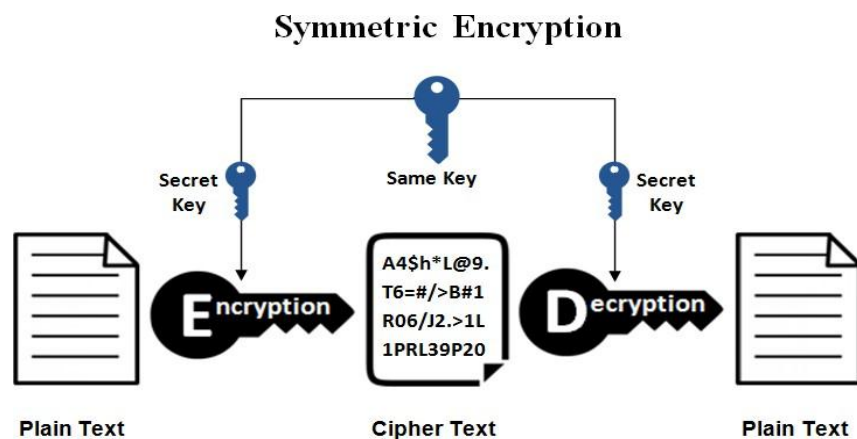 Symmetric Encryption
Secret
Key
Same Key
Secret
Key
Encryption
A4$h*L@9.
T6=#/>B#1
R06/J2.>1L
1PRL39P20
Decryption
Plain Text
Cipher Text
Plain Text